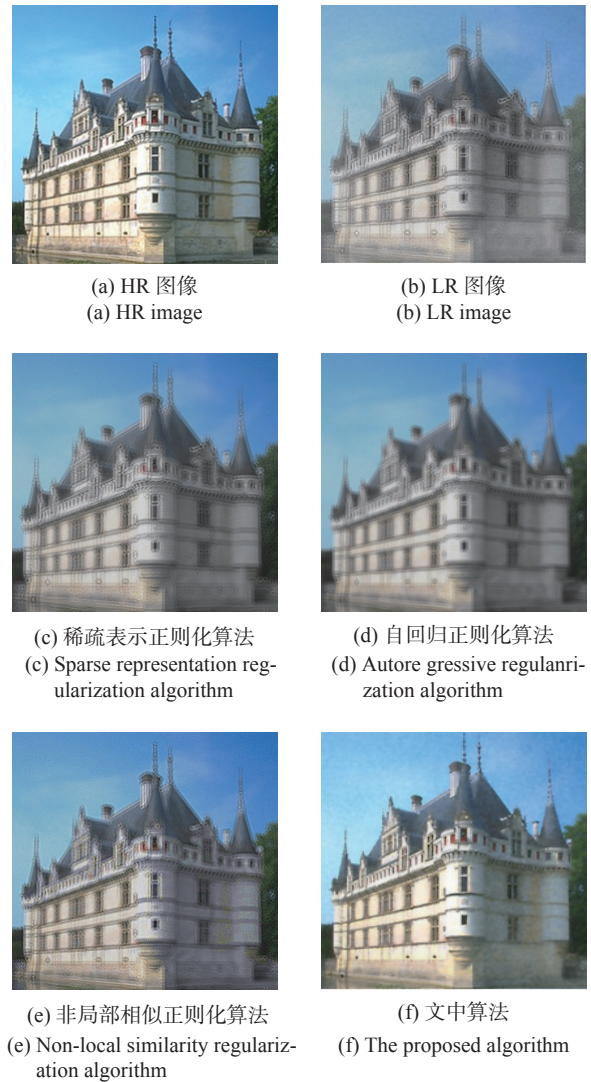 (a) HR 图像
(a) HR image
(b) LR 图像
(b) LR image
(c) 稀疏表示正则化算法
(c) Sparse representation reg-
ularization algorithm
(d) 自回归正则化算法
(d) Autore gressive regulanri-
zation algorithm
(e) 非局部相似正则化算法
(e) Non-local similarity regulariz-
ation algorithm
(f) 文中算法
(f) The proposed algorithm